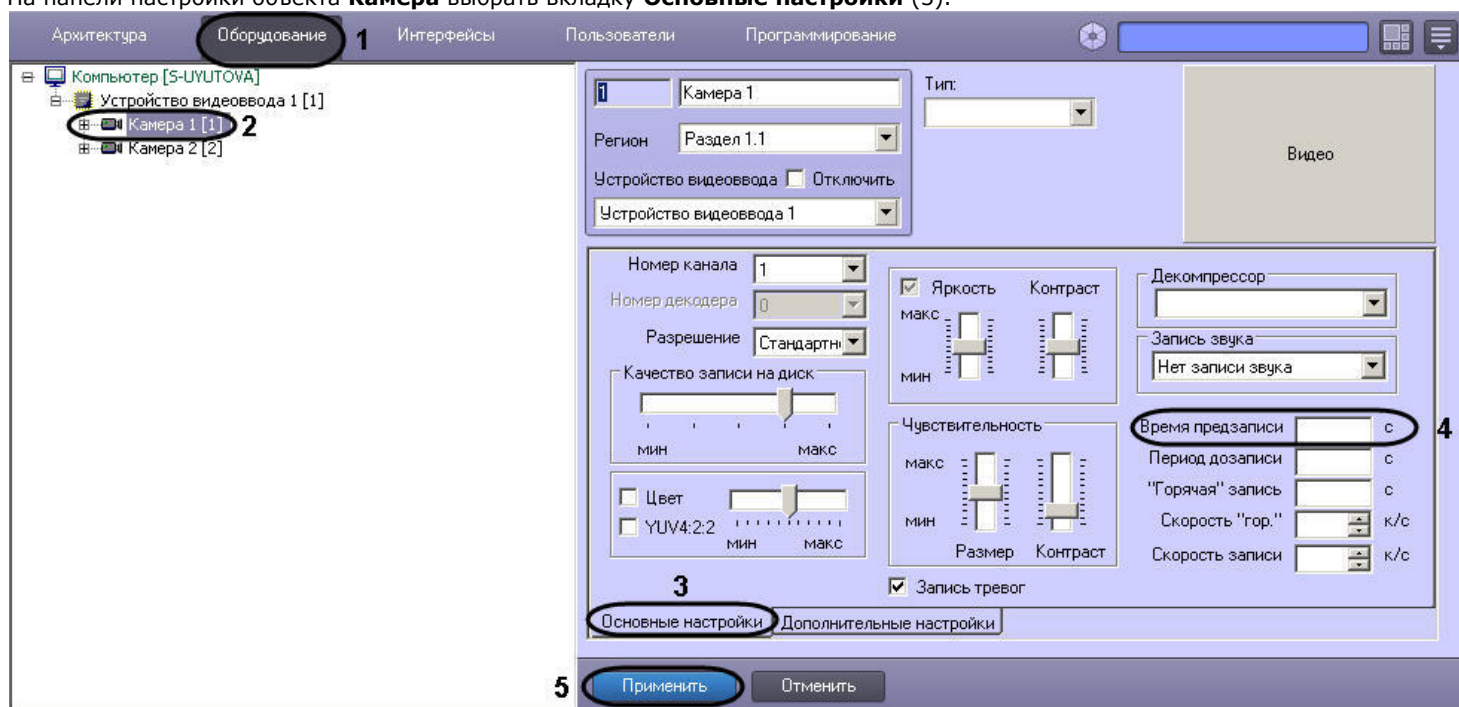 На панели настройки объекта Камера выбрать вкладку Основные настройки (3).
Архитектура Оборудование 1 Интерфейсы Пользователи Программирование
Компьютер [S-UYUTOVA]
Устройство видеоввода 1 [1]
Камера 1 [1] 2
Камера 2 [2]
1 Камера 1
Регион Раздел 1.1
Устройство видеоввода Отключить
Устройство видеоввода 1
Тип:
Видео
Номер канала 1
Номер декодера 0
Разрешение Стандартн
Качество записи на диск
мин макс
Цвет
YUV4:2:2
мин макс
Яркость Контраст
макс
мин
Чувствительность
макс
мин
Размер Контраст
Запись тревог
Декомпрессор
Запись звука
Нет записи звука
Время предзаписи с 4
Период дозаписи с
"Горячая" запись с
Скорость "гор." к/с
Скорость записи к/с
3
Основные настройки Дополнительные настройки
5 Применить Отменить